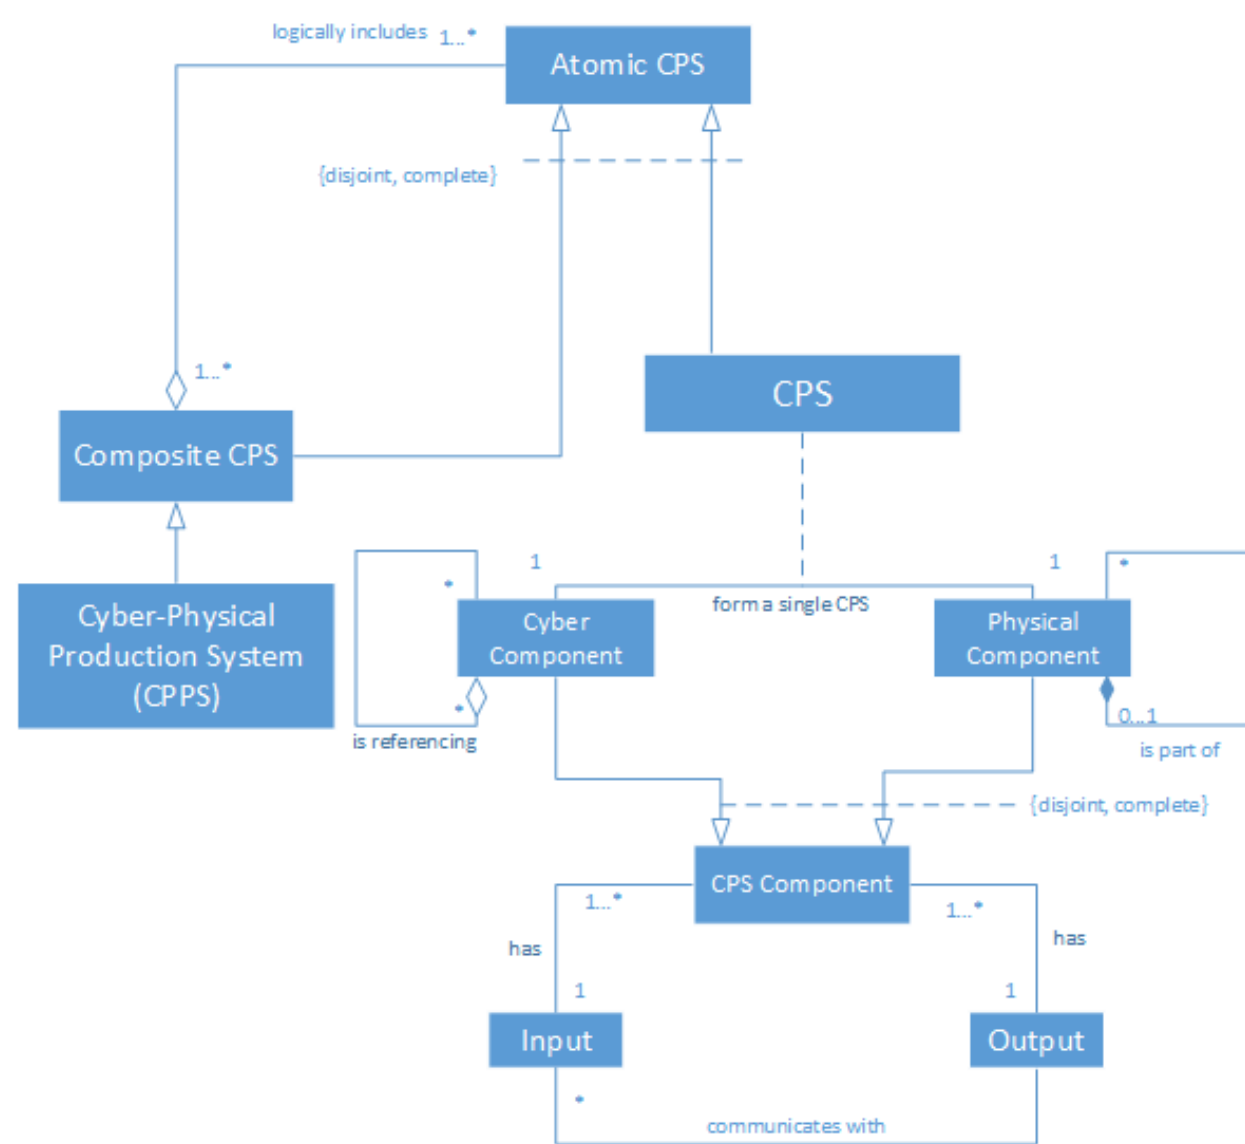 logically includes
1...*
Atomic CPS
{disjoint, complete}
1...*
CPS
Composite CPS
1
1
*
*
form a single CPS
Cyber-Physical
Production System
(CPPS)
Cyber
Component
Physical
Component
*
0...1
is referencing
is part of
{disjoint, complete}
CPS Component
1...*
1...*
has
has
1
1
Input
Output
*
communicates with